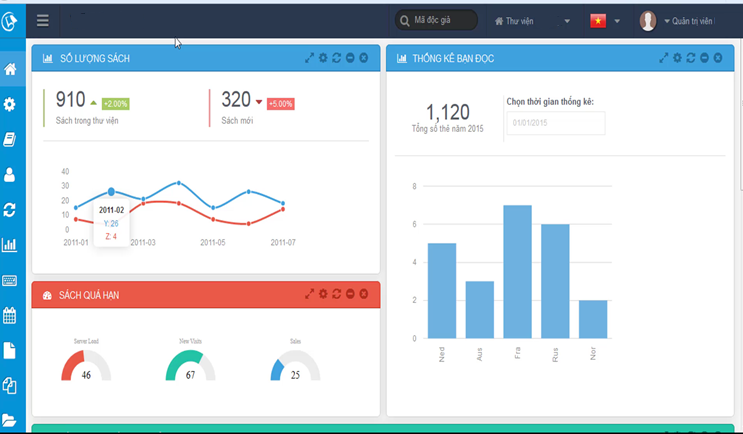 Mã độc giả
Thư viện
Quản trị viên
SỐ LƯỢNG SÁCH
910 +2.00%
Sách trong thư viện
320 +5.00%
Sách mới
40
30
20
10
0
2011-02
Y: 26
Z: 4
2011-01 2011-03 2011-05 2011-07
THỐNG KÊ BẠN ĐỌC
1,120
Tổng số thẻ năm 2015
Chọn thời gian thống kê:
01/01/2015
8
6
4
2
0
Ned Aus Fra Rus Nor
SÁCH QUÁ HẠN
Server Load
46
New Visits
67
Sales
25